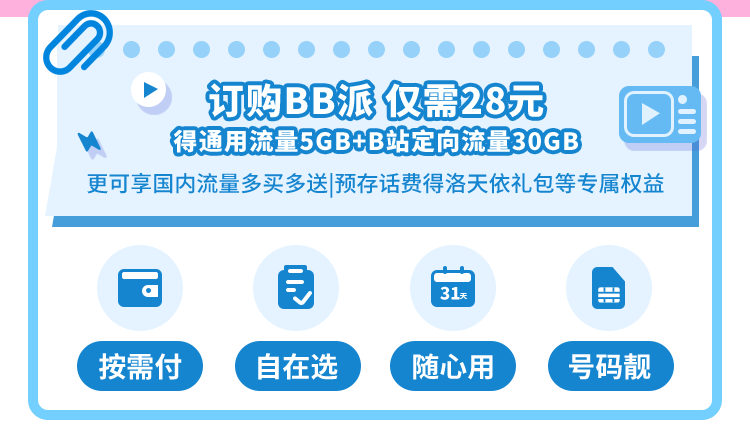 订购BB派 仅需28元
得通用流量5GB+B站定向流量30GB
更可享国内流量多买多送|预存话费得洛天依礼包等专属权益
31天
按需付
自在选
随心用
号码靓